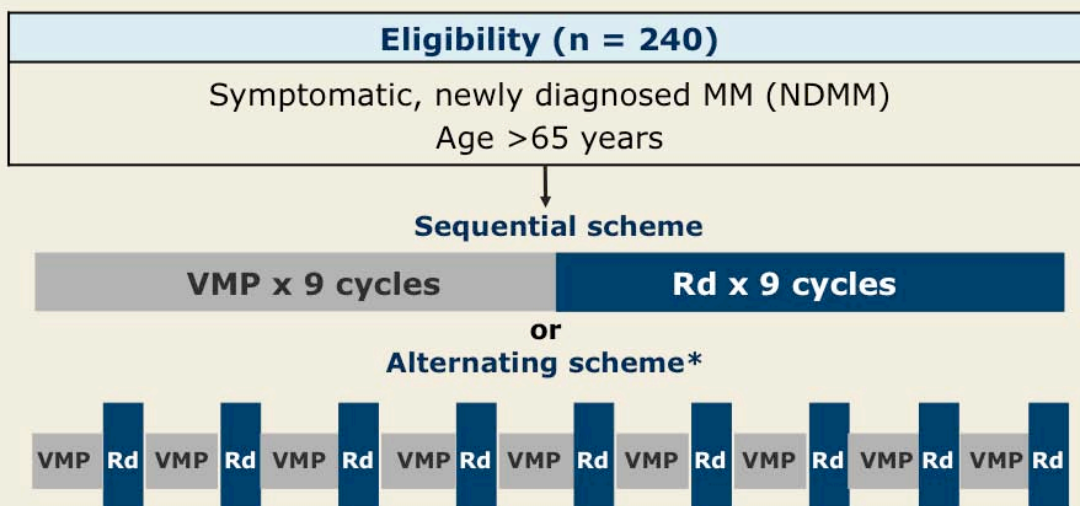 Eligibility (n = 240)
Symptomatic, newly diagnosed MM (NDMM)
Age >65 years
Sequential scheme
VMP x 9 cycles Rd x 9 cycles
or
Alternating scheme*
VMP Rd VMP Rd VMP Rd VMP Rd VMP Rd VMP Rd VMP Rd VMP Rd VMP Rd